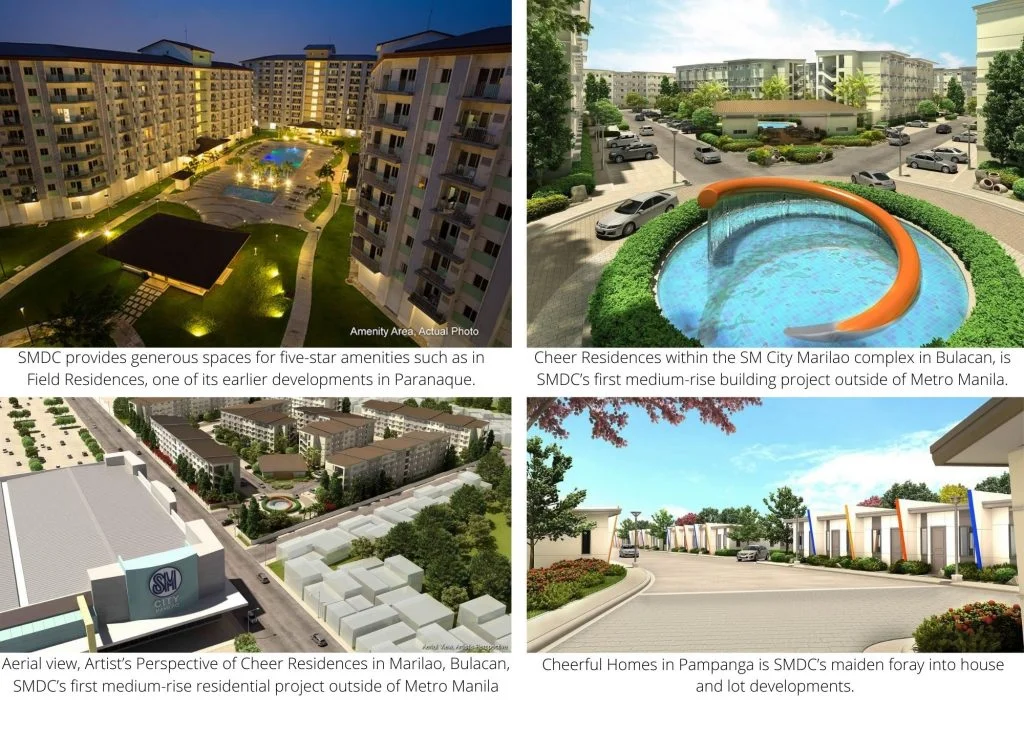 Amenity Area, Actual Photo
SMDC provides generous spaces for five-star amenities such as in
Field Residences, one of its earlier developments in Paranaque.
Cheer Residences within the SM City Marilao complex in Bulacan, is
SMDC’s first medium-rise building project outside of Metro Manila.
SM
CITY
MARILAO
Aerial View, Artist's Perspective
Aerial view, Artist’s Perspective of Cheer Residences in Marilao, Bulacan,
SMDC’s first medium-rise residential project outside of Metro Manila
Cheerful Homes in Pampanga is SMDC’s maiden foray into house
and lot developments.